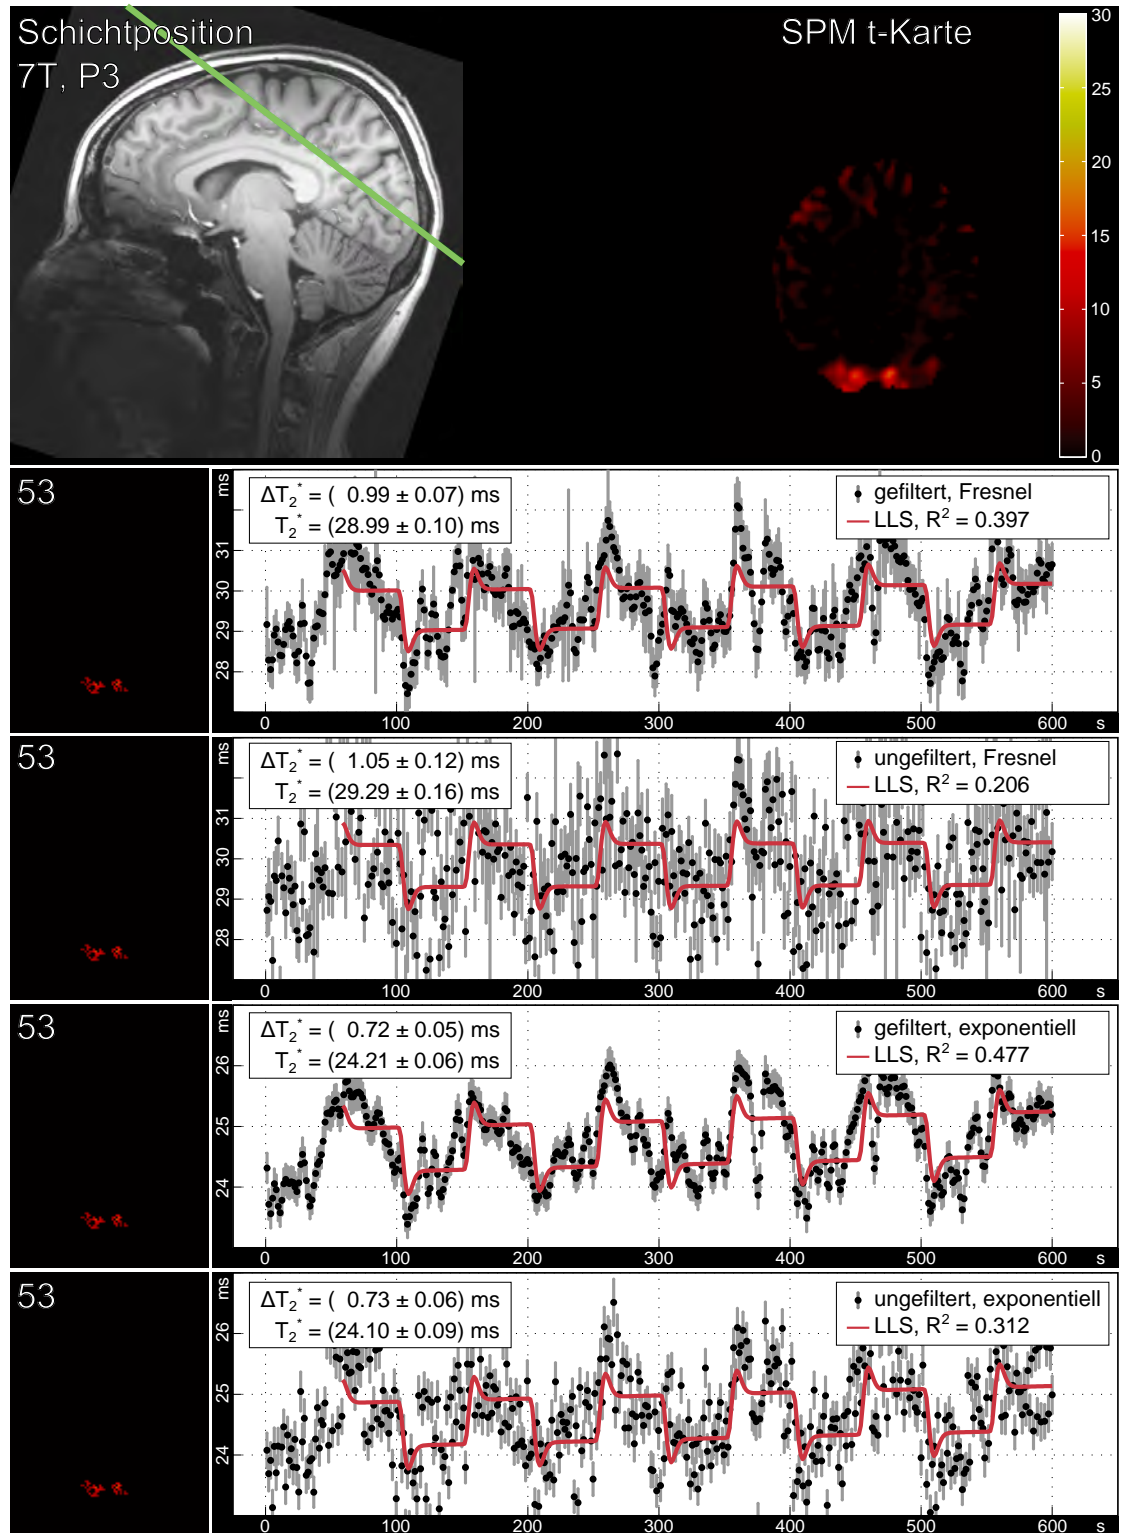 Schichtposition
7T, P3
SPM t-Karte
30
25
20
15
10
5
0
53
ms
31
30
29
28
ΔT₂* = ( 0.99 ± 0.07) ms
T₂* = (28.99 ± 0.10) ms
gefiltert, Fresnel
LLS, R² = 0.397
0 100 200 300 400 500 600 s
53
ms
31
30
29
28
ΔT₂* = ( 1.05 ± 0.12) ms
T₂* = (29.29 ± 0.16) ms
ungefiltert, Fresnel
LLS, R² = 0.206
0 100 200 300 400 500 600 s
53
ms
26
25
24
ΔT₂* = ( 0.72 ± 0.05) ms
T₂* = (24.21 ± 0.06) ms
gefiltert, exponentiell
LLS, R² = 0.477
0 100 200 300 400 500 600 s
53
ms
26
25
24
ΔT₂* = ( 0.73 ± 0.06) ms
T₂* = (24.10 ± 0.09) ms
ungefiltert, exponentiell
LLS, R² = 0.312
0 100 200 300 400 500 600 s